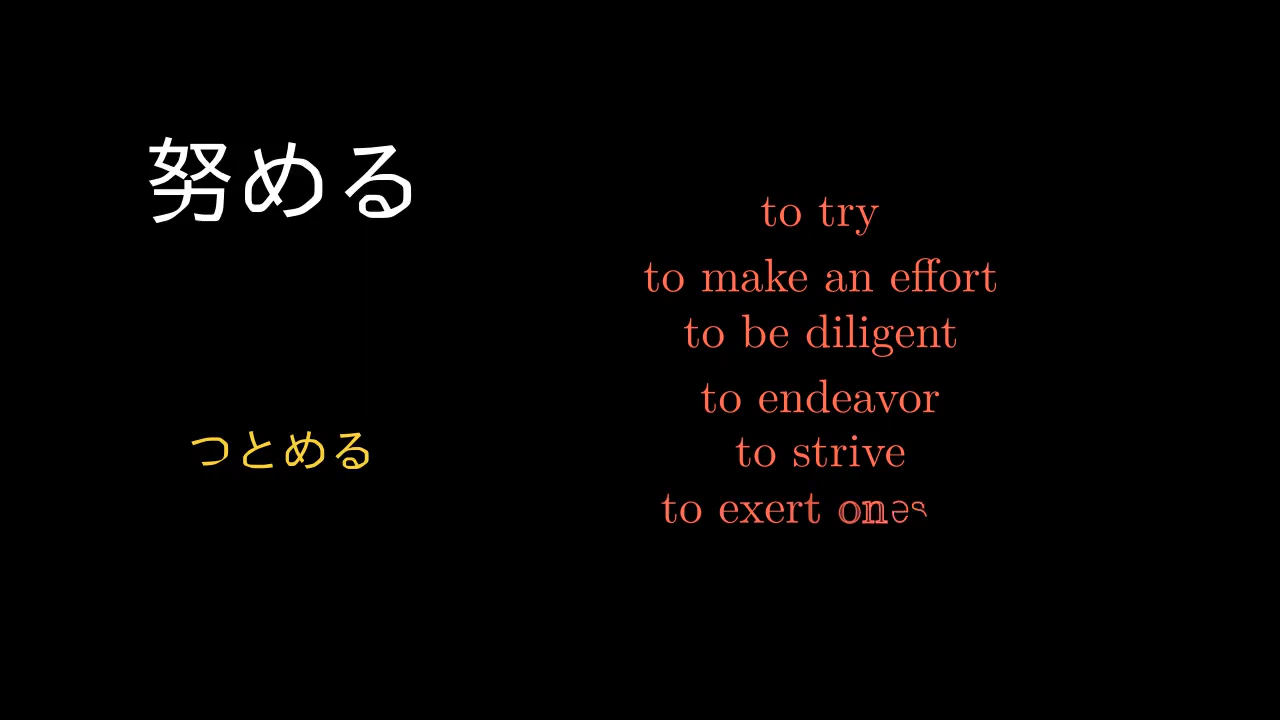 努める
つとめる
to try
to make an effort
to be diligent
to endeavor
to strive
to exert